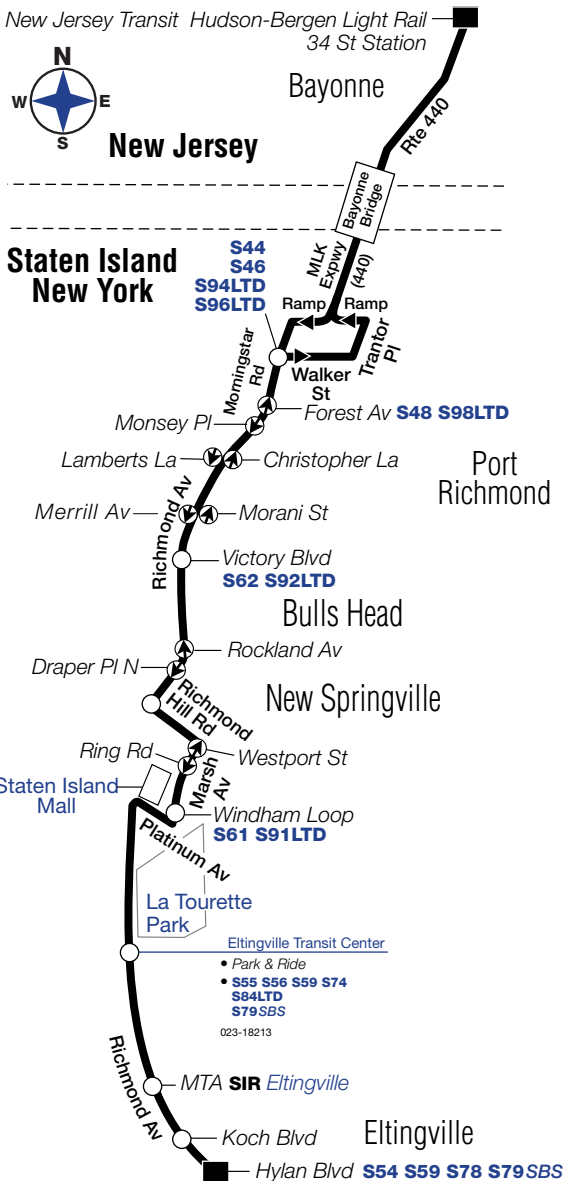 New Jersey Transit Hudson-Bergen Light Rail
34 St Station
Bayonne
N
W E
S
New Jersey
Rte 440
Bayonne
Bridge
Staten Island
New York
S44
S46
S94LTD
S96LTD
MLK
Expwy
(440)
Ramp Ramp
Trantor
Pl
Walker
St
Morningstar
Rd
Forest Av S48 S98LTD
Monsey Pl
Lamberts La
Christopher La
Port
Richmond
Merrill Av
Morani St
Richmond Av
Victory Blvd
S62 S92LTD
Bulls Head
Rockland Av
Draper Pl N
Richmond
Hill Rd
New Springville
Ring Rd
Westport St
Marsh
Av
Staten Island
Mall
Windham Loop
S61 S91LTD
Platinum Av
La Tourette
Park
Eltingville Transit Center
• Park & Ride
• S55 S56 S59 S74
S84LTD
S79SBS
023-18213
Richmond Av
MTA SIR Eltingville
Koch Blvd
Eltingville
Hylan Blvd S54 S59 S78 S79SBS